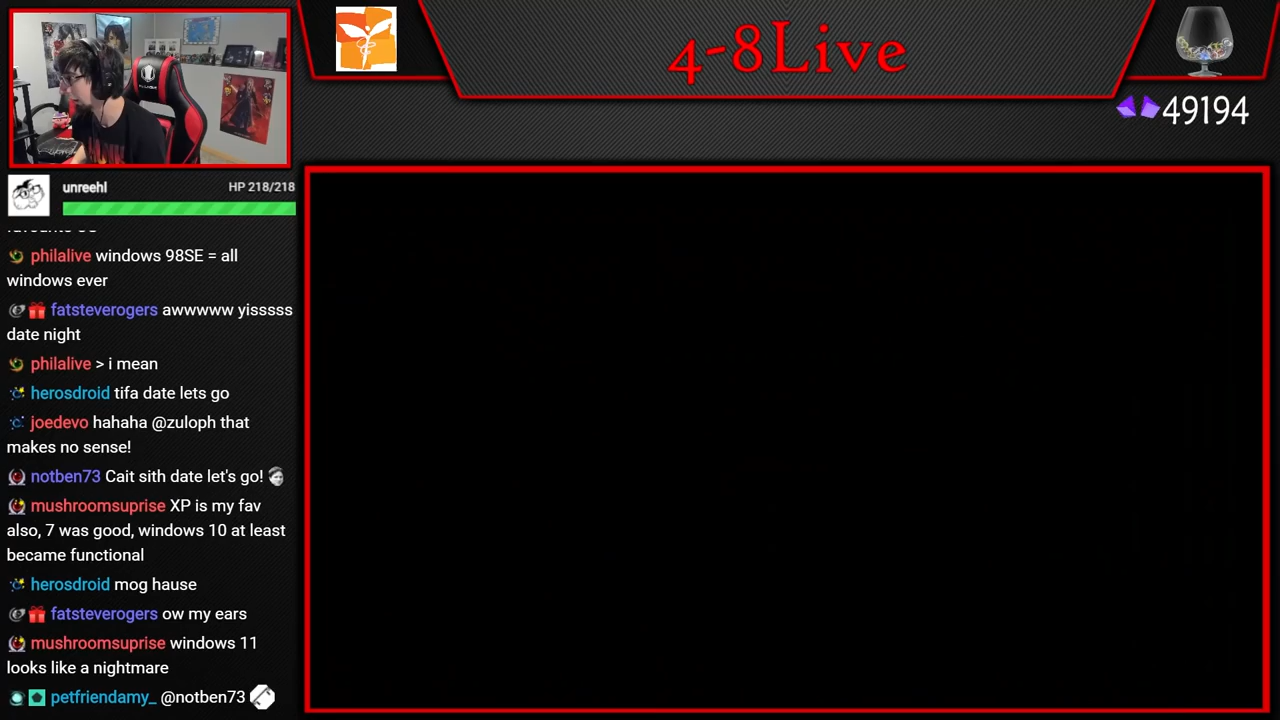 4-8Live
49194
unreehl HP 218/218
philalive windows 98SE = all
windows ever
fatsteverogers awwwww yisssss
date night
philalive > i mean
herosdroid tifa date lets go
joedevo hahaha @zuloph that
makes no sense!
notben73 Cait sith date let's go!
mushroomsuprise XP is my fav
also, 7 was good, windows 10 at least
became functional
herosdroid mog hause
fatsteverogers ow my ears
mushroomsuprise windows 11
looks like a nightmare
petfriendamy_ @notben73